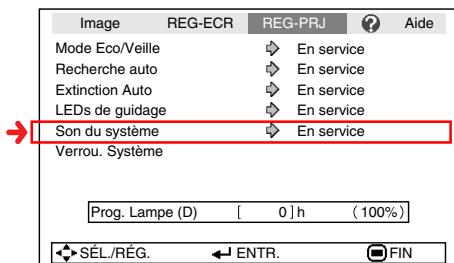 Image REG-ECR REG-PRJ ? Aide
Mode Eco/Veille En service
Recherche auto En service
Extinction Auto En service
LEDs de guidage En service
Son du système En service
Verrou. Système
Prog. Lampe (D) [ 0 ] h (100%)
SÉL./RÉG. ENTR. FIN